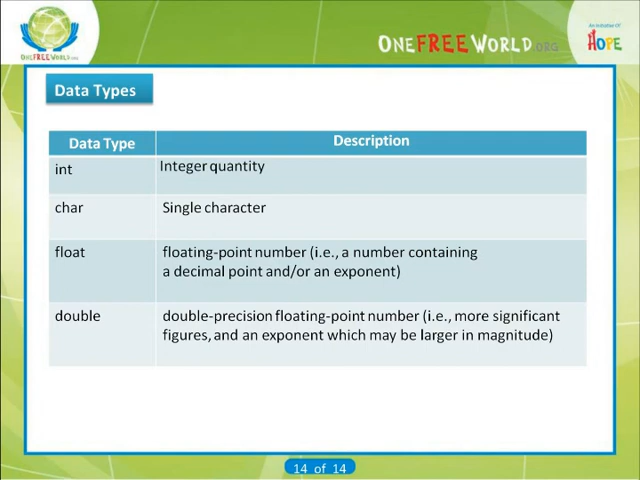 ONEFREEWORLD.ORG
ONEFREEWORLD.ORG
An Initiative Of
HOPE
Data Types
Data Type Description
int Integer quantity
char Single character
float floating-point number (i.e., a number containing
a decimal point and/or an exponent)
double double-precision floating-point number (i.e., more significant
figures, and an exponent which may be larger in magnitude)
14 of 14